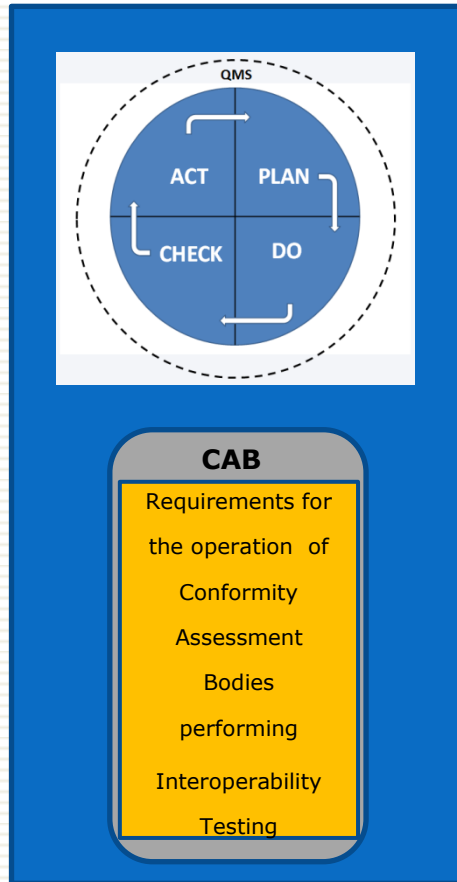 QMS
ACT
PLAN
CHECK
DO
CAB
Requirements for
the operation of
Conformity
Assessment
Bodies
performing
Interoperability
Testing